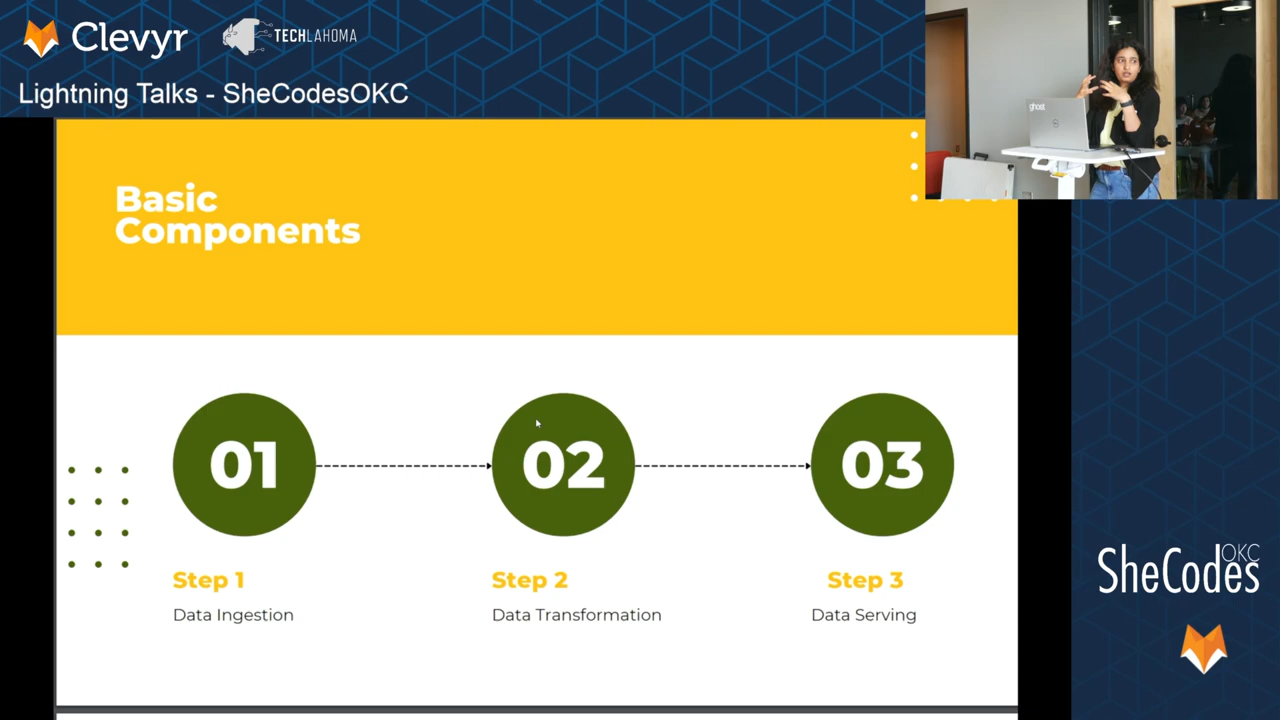 Clevyr
TECHLAHOMA
Lightning Talks - SheCodesOKC
ghost
Basic
Components
01
02
03
Step 1
Step 2
Step 3
Data Ingestion
Data Transformation
Data Serving
SheCodes
OKC